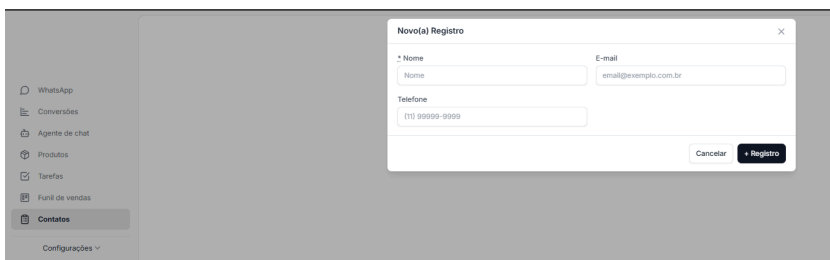 Novo(a) Registro
* Nome
E-mail
Nome
email@exemplo.com.br
Telefone
(11) 99999-9999
Cancelar
+ Registro
WhatsApp
Conversões
Agente de chat
Produtos
Tarefas
Funil de vendas
Contatos
Configurações